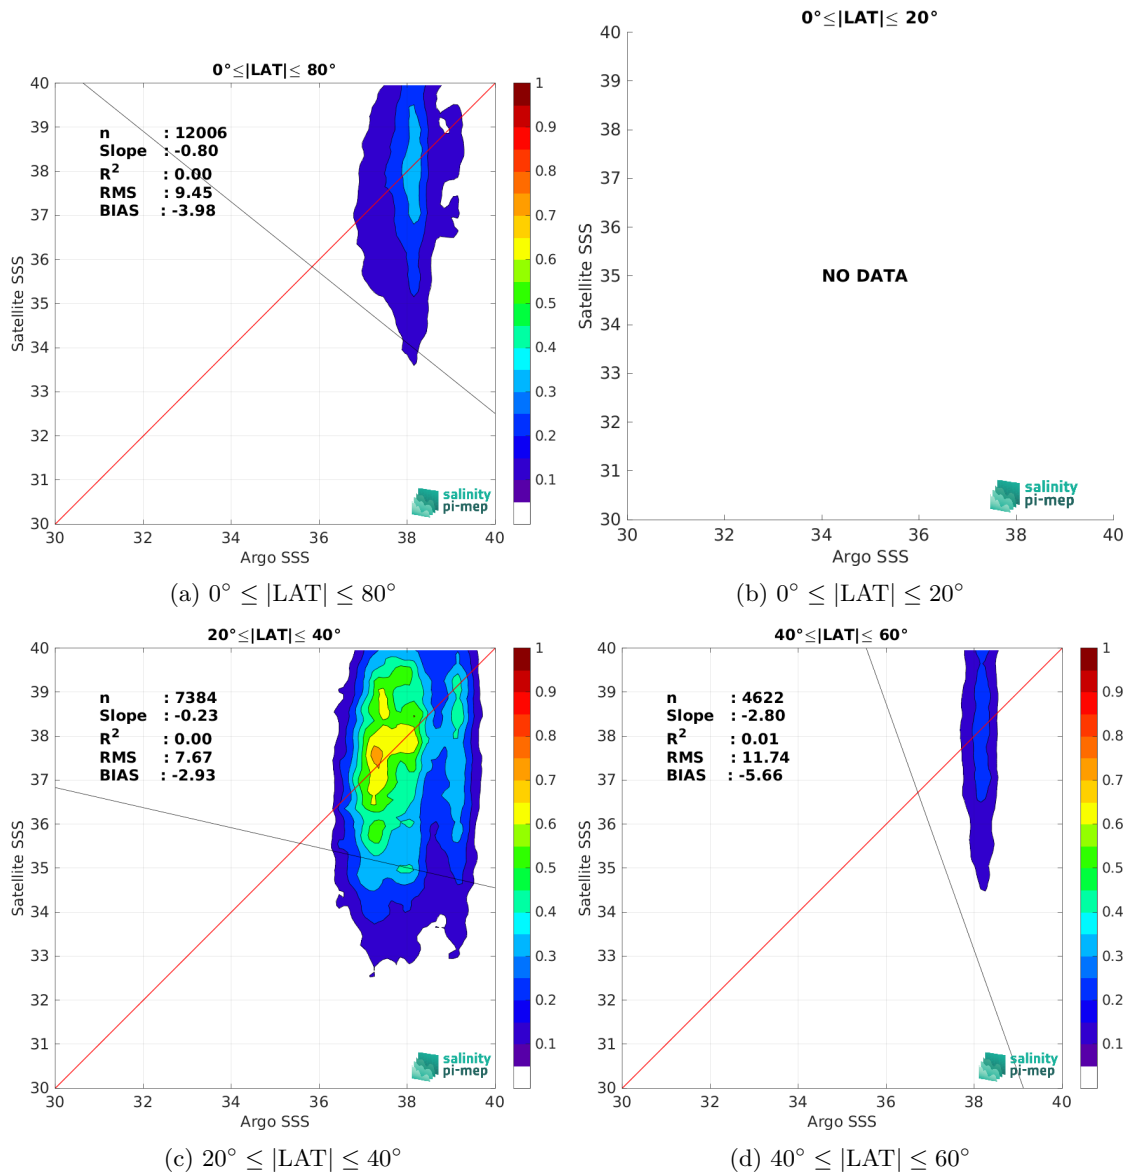 0°≤|LAT|≤ 80°
40
39
38
37
36
35
34
33
32
31
30
Satellite SSS
n : 12006
Slope : -0.80
R² : 0.00
RMS : 9.45
BIAS : -3.98
1
0.9
0.8
0.7
0.6
0.5
0.4
0.3
0.2
0.1
salinity
pi-mep
30 32 34 36 38 40
Argo SSS
(a) 0° ≤ |LAT| ≤ 80°
0°≤|LAT|≤ 20°
40
39
38
37
36
35
34
33
32
31
30
Satellite SSS
NO DATA
salinity
pi-mep
30 32 34 36 38 40
Argo SSS
(b) 0° ≤ |LAT| ≤ 20°
20°≤|LAT|≤ 40°
40
39
38
37
36
35
34
33
32
31
30
Satellite SSS
n : 7384
Slope : -0.23
R² : 0.00
RMS : 7.67
BIAS : -2.93
1
0.9
0.8
0.7
0.6
0.5
0.4
0.3
0.2
0.1
salinity
pi-mep
30 32 34 36 38 40
Argo SSS
(c) 20° ≤ |LAT| ≤ 40°
40°≤|LAT|≤ 60°
40
39
38
37
36
35
34
33
32
31
30
Satellite SSS
n : 4622
Slope : -2.80
R² : 0.01
RMS : 11.74
BIAS : -5.66
1
0.9
0.8
0.7
0.6
0.5
0.4
0.3
0.2
0.1
salinity
pi-mep
30 32 34 36 38 40
Argo SSS
(d) 40° ≤ |LAT| ≤ 60°